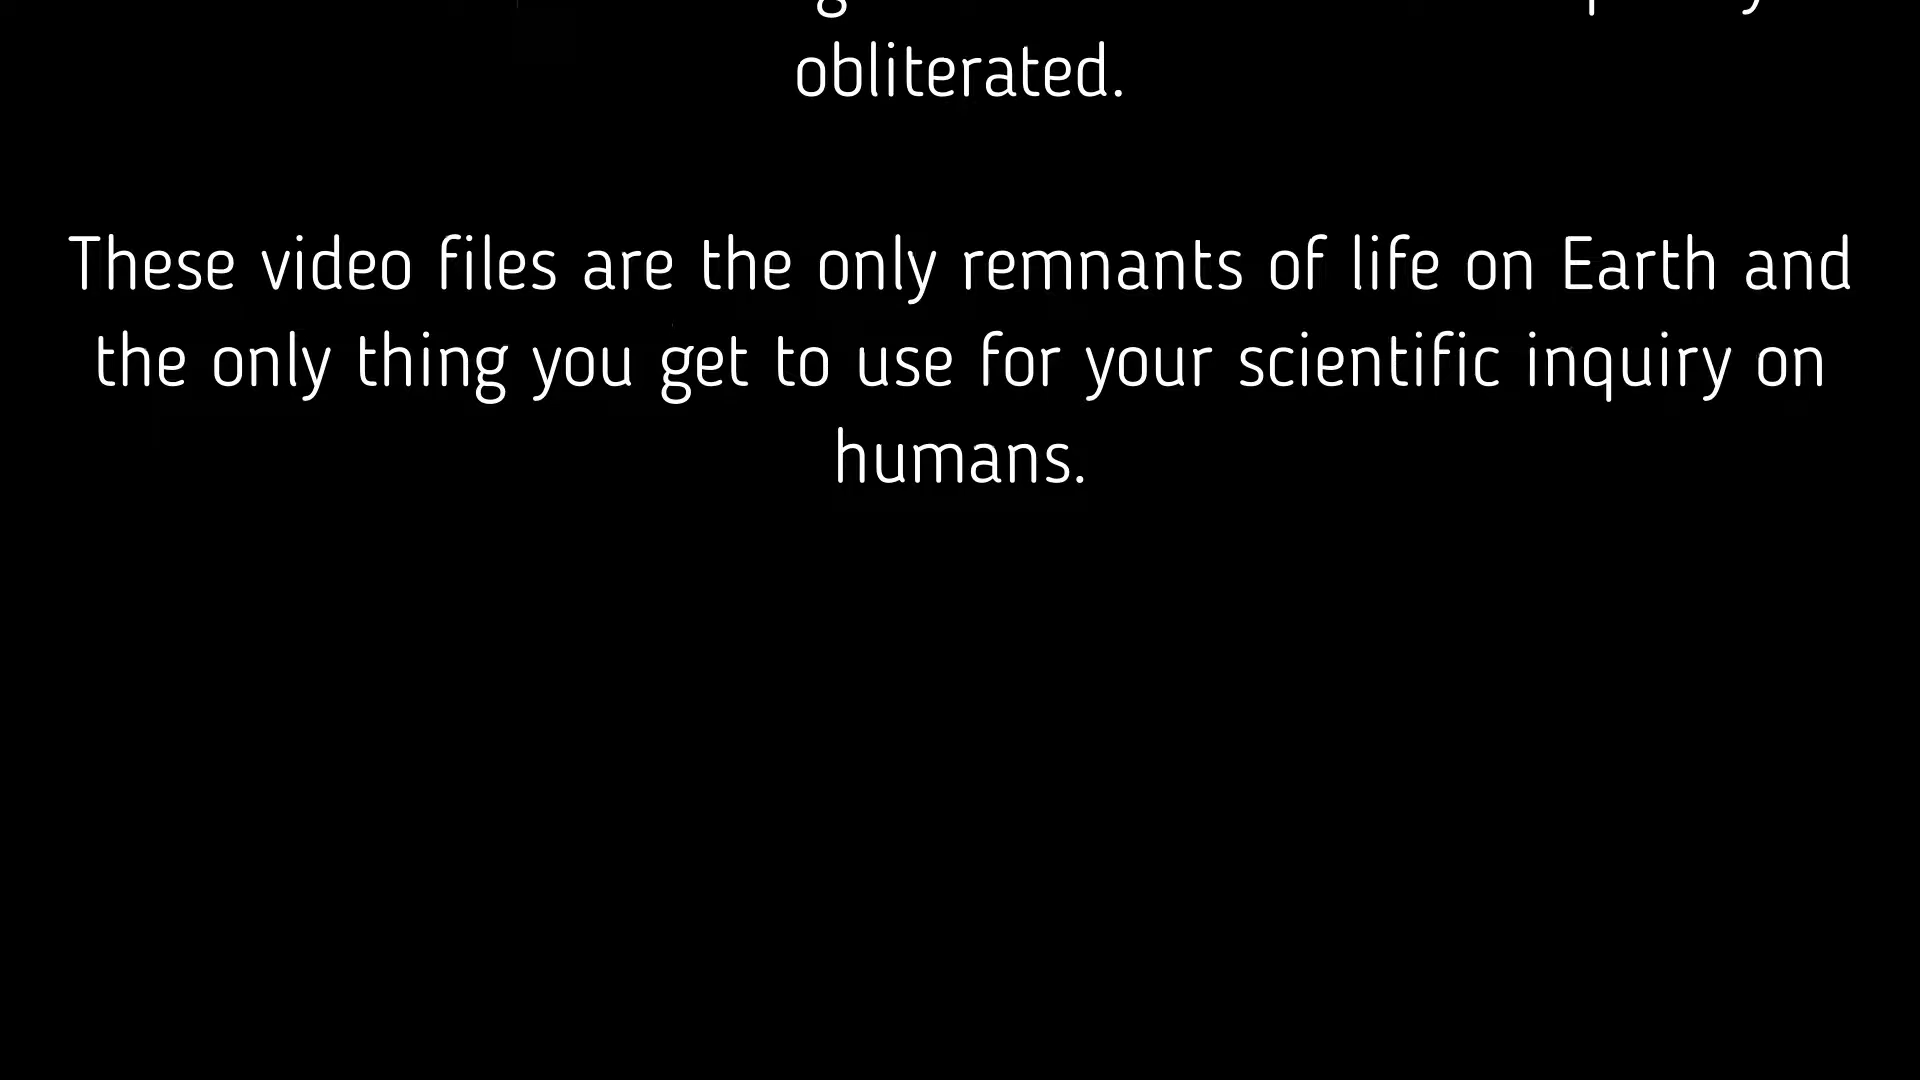 obliterated.
These video files are the only remnants of life on Earth and
the only thing you get to use for your scientific inquiry on
humans.